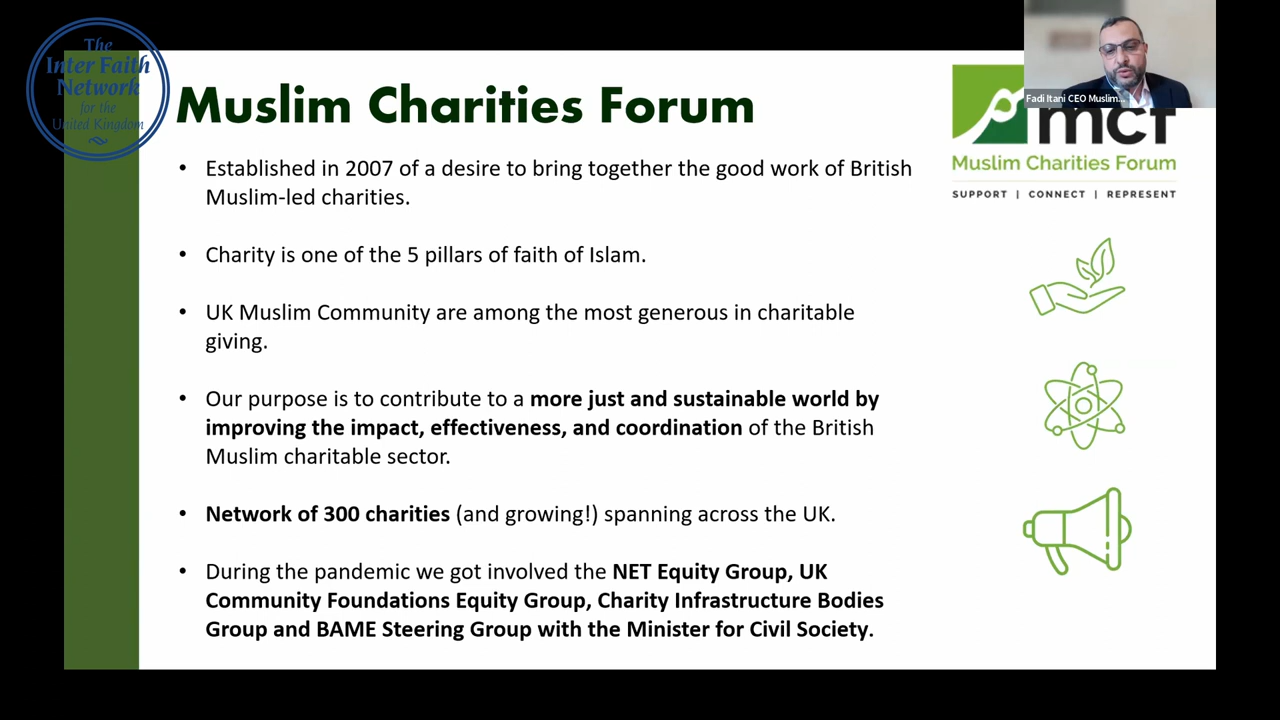 The
Inter Faith
Network
for the
United Kingdom
Muslim Charities Forum
• Established in 2007 of a desire to bring together the good work of British
Muslim-led charities.
• Charity is one of the 5 pillars of faith of Islam.
• UK Muslim Community are among the most generous in charitable
giving.
• Our purpose is to contribute to a more just and sustainable world by
improving the impact, effectiveness, and coordination of the British
Muslim charitable sector.
• Network of 300 charities (and growing!) spanning across the UK.
• During the pandemic we got involved the NET Equity Group, UK
Community Foundations Equity Group, Charity Infrastructure Bodies
Group and BAME Steering Group with the Minister for Civil Society.
Fadi Itani CEO Muslim...
mcf
Muslim Charities Forum
SUPPORT | CONNECT | REPRESENT